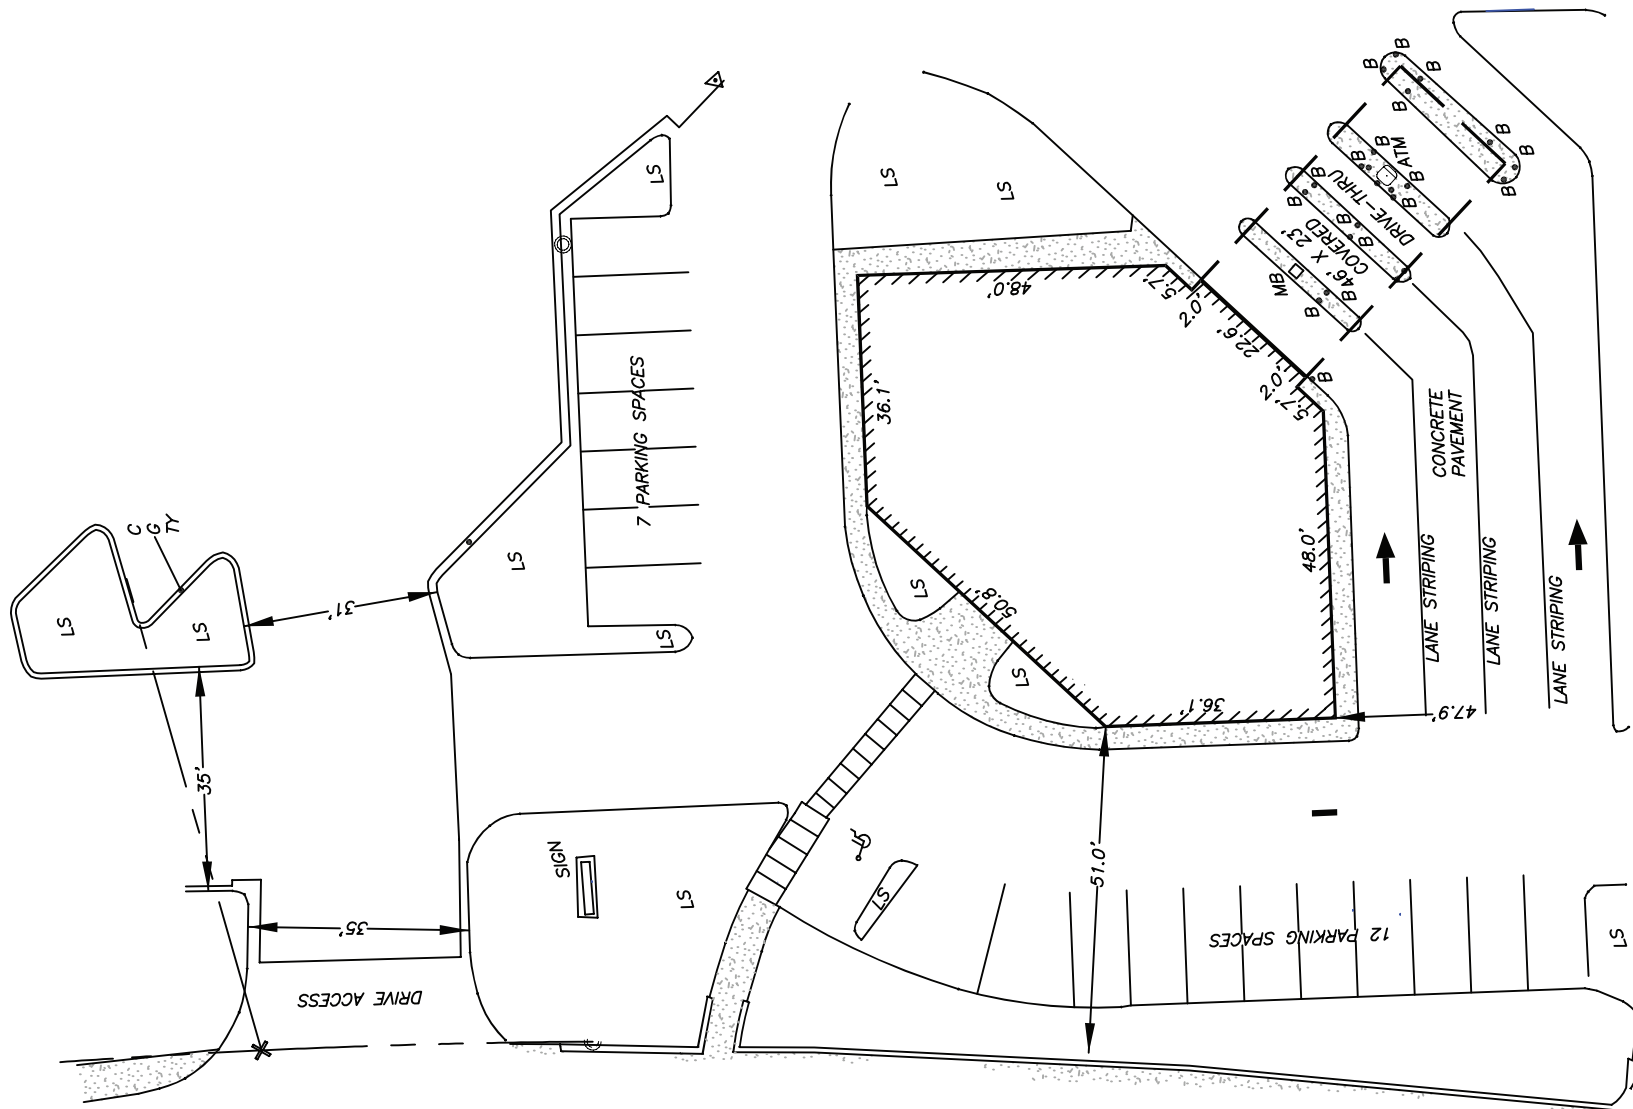 B
B
B
B
B
B
B
B
B
B
ATM
B
B
B
B
B
DRIVE-THRU
COVERED
46' X 23'
B
B
B
B
B
MB
LS
LS
LS
48.0'
5.7'
2.0'
22.6'
2.0'
5.7'
B
36.1'
7 PARKING SPACES
CONCRETE
PAVEMENT
C
G
TY
LS
LS
LS
31'
LS
LS
50.8'
LS
36.1'
48.0'
LANE STRIPING
LANE STRIPING
LANE STRIPING
47.9'
35'
SIGN
LS
LS
51.0'
35'
12 PARKING SPACES
LS
DRIVE ACCESS